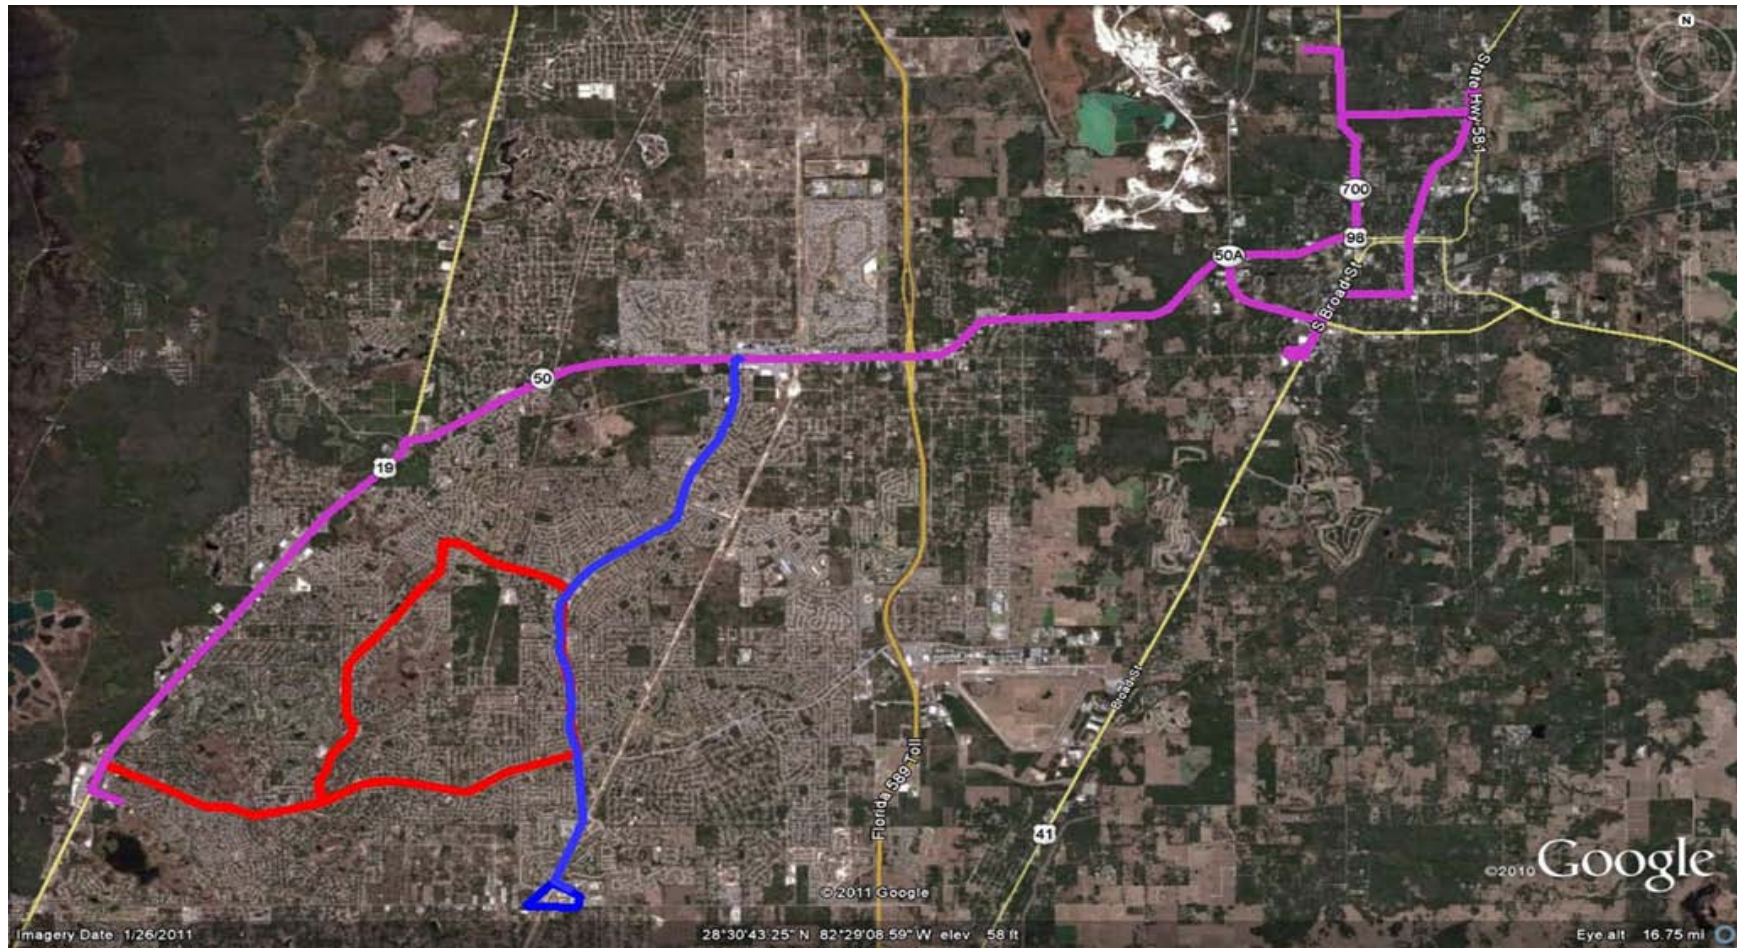 N
State Hwy 581
700
98
50A
S Broad St
50
19
Broad St
Florida 589 Toll
41
©2010 Google
© 2011 Google
Imagery Date: 1/26/2011
28°30'43.25" N 82°29'08.59" W elev 58 ft
Eye alt 16.75 mi